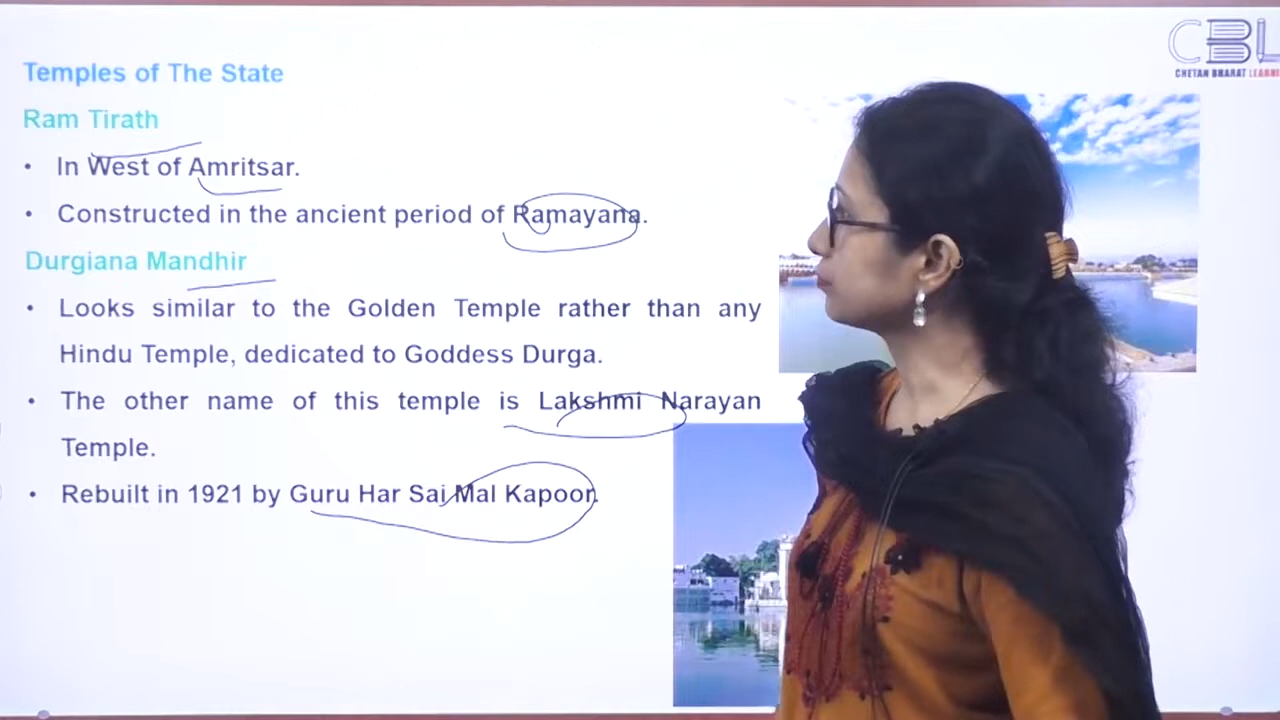 CBL
CHETAN BHARAT LEARNI
Temples of The State
Ram Tirath
• In West of Amritsar.
• Constructed in the ancient period of Ramayana.
Durgiana Mandhir
• Looks similar to the Golden Temple rather than any
Hindu Temple, dedicated to Goddess Durga.
• The other name of this temple is Lakshmi Narayan
Temple.
• Rebuilt in 1921 by Guru Har Sai Mal Kapoor.